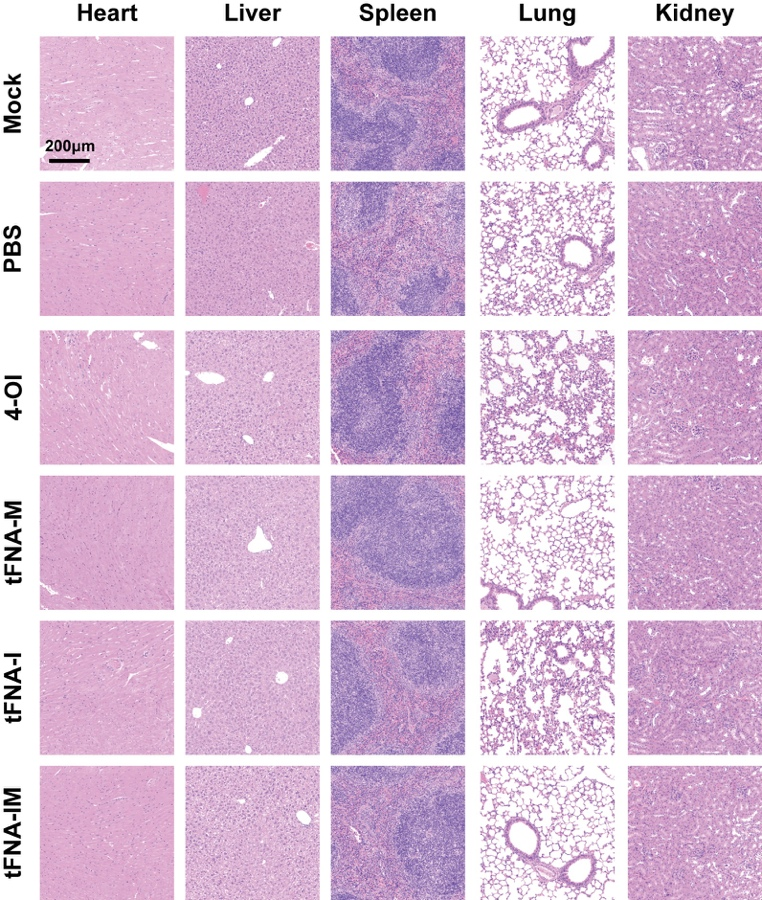 Heart Liver Spleen Lung Kidney
Mock
200μm
PBS
4-OI
tFNA-M
tFNA-I
tFNA-IM